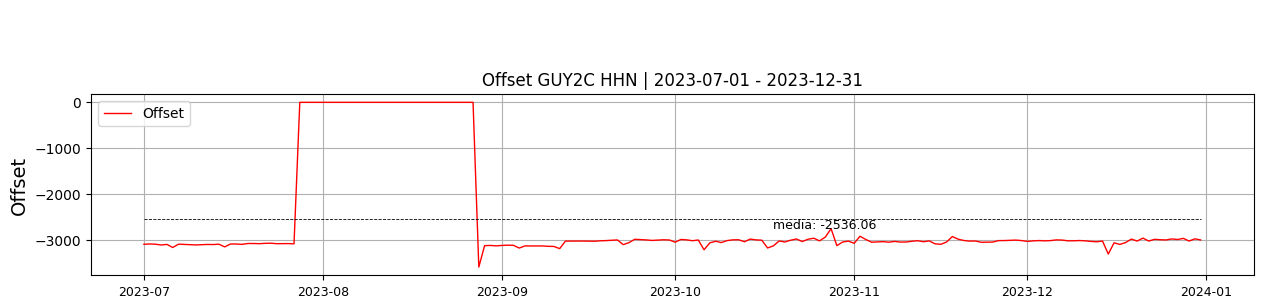 Offset GUY2C HHN | 2023-07-01 - 2023-12-31
Offset
0
−1000
−2000
−3000
Offset
media: -2536.06
2023-07
2023-08
2023-09
2023-10
2023-11
2023-12
2024-01